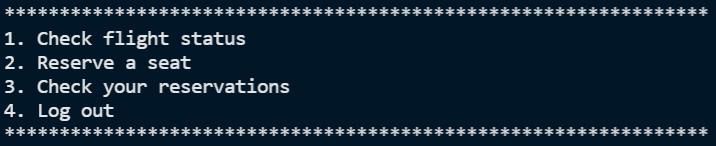 ****************************************************************
1. Check flight status
2. Reserve a seat
3. Check your reservations
4. Log out
****************************************************************